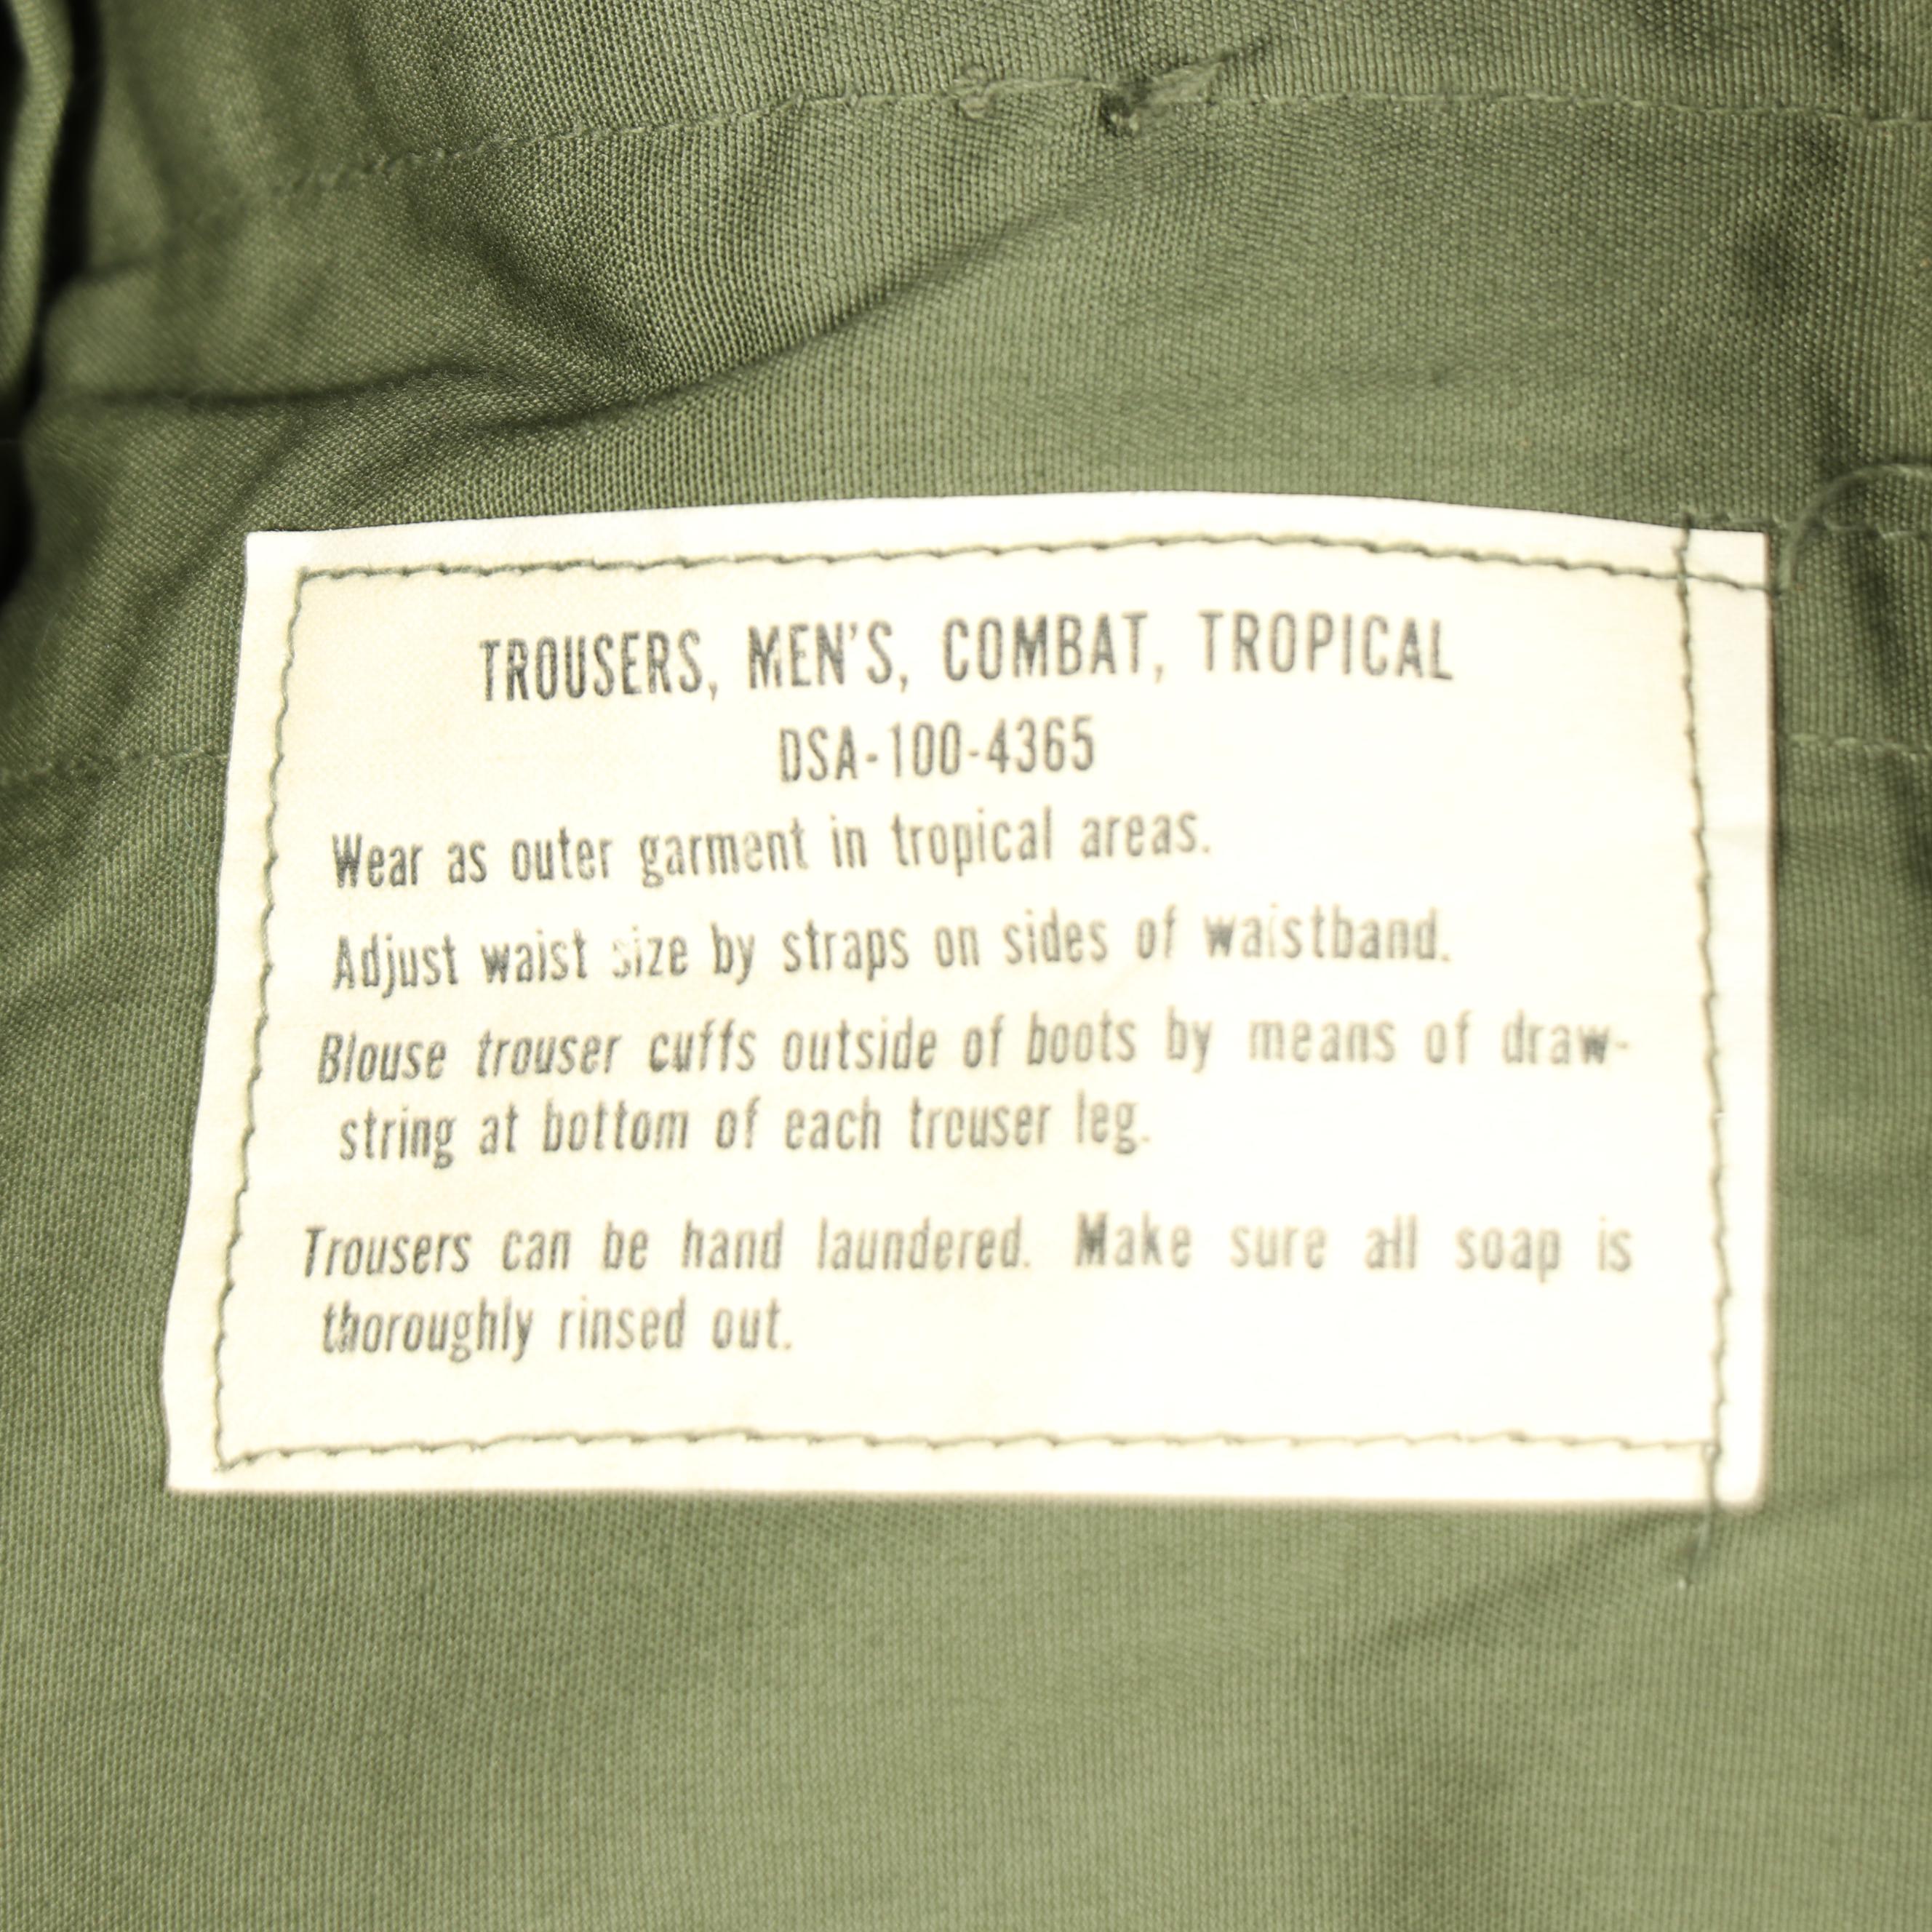 TROUSERS, MEN'S, COMBAT, TROPICAL
DSA-100-4365
Wear as outer garment in tropical areas.
Adjust waist size by straps on sides of waistband.
Blouse trouser cuffs outside of boots by means of draw-
string at bottom of each trouser leg.
Trousers can be hand laundered. Make sure all soap is
thoroughly rinsed out.